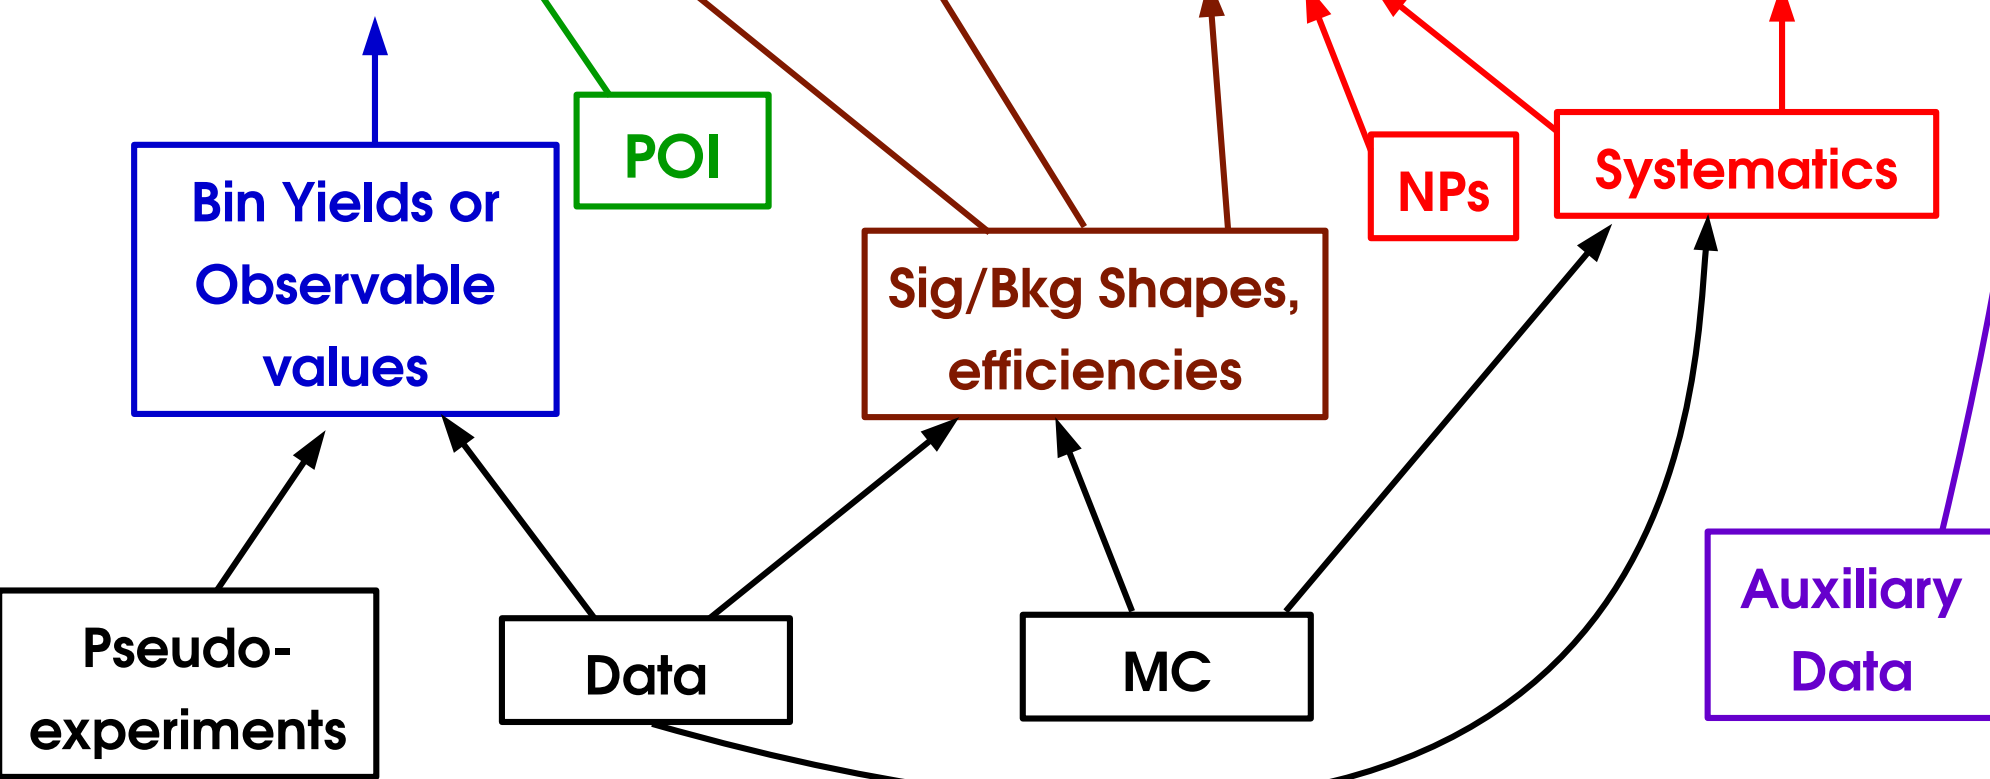 POI
Bin Yields or
Observable
values
Sig/Bkg Shapes,
efficiencies
NPs
Systematics
Pseudo-
experiments
Data
MC
Auxiliary
Data